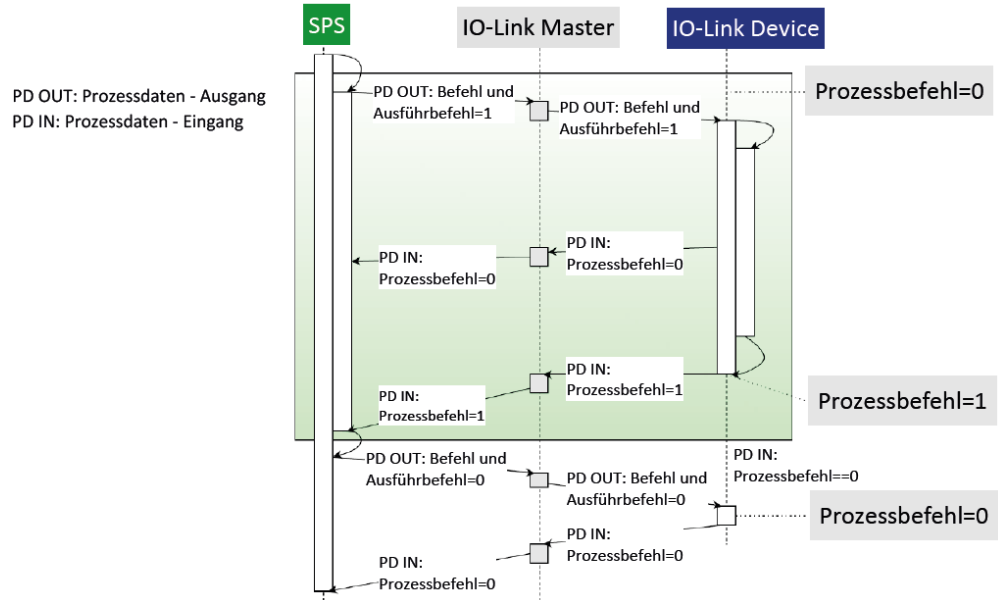 SPS
IO-Link Master
IO-Link Device
PD OUT: Prozessdaten - Ausgang
PD IN: Prozessdaten - Eingang
PD OUT: Befehl und
Ausführbefehl=1
PD OUT: Befehl und
Ausführbefehl=1
Prozessbefehl=0
PD IN:
Prozessbefehl=0
PD IN:
Prozessbefehl=0
PD IN:
Prozessbefehl=1
PD IN:
Prozessbefehl=1
Prozessbefehl=1
PD OUT: Befehl und
Ausführbefehl=0
PD OUT: Befehl und
Ausführbefehl=0
PD IN:
Prozessbefehl==0
Prozessbefehl=0
PD IN:
Prozessbefehl=0
PD IN:
Prozessbefehl=0